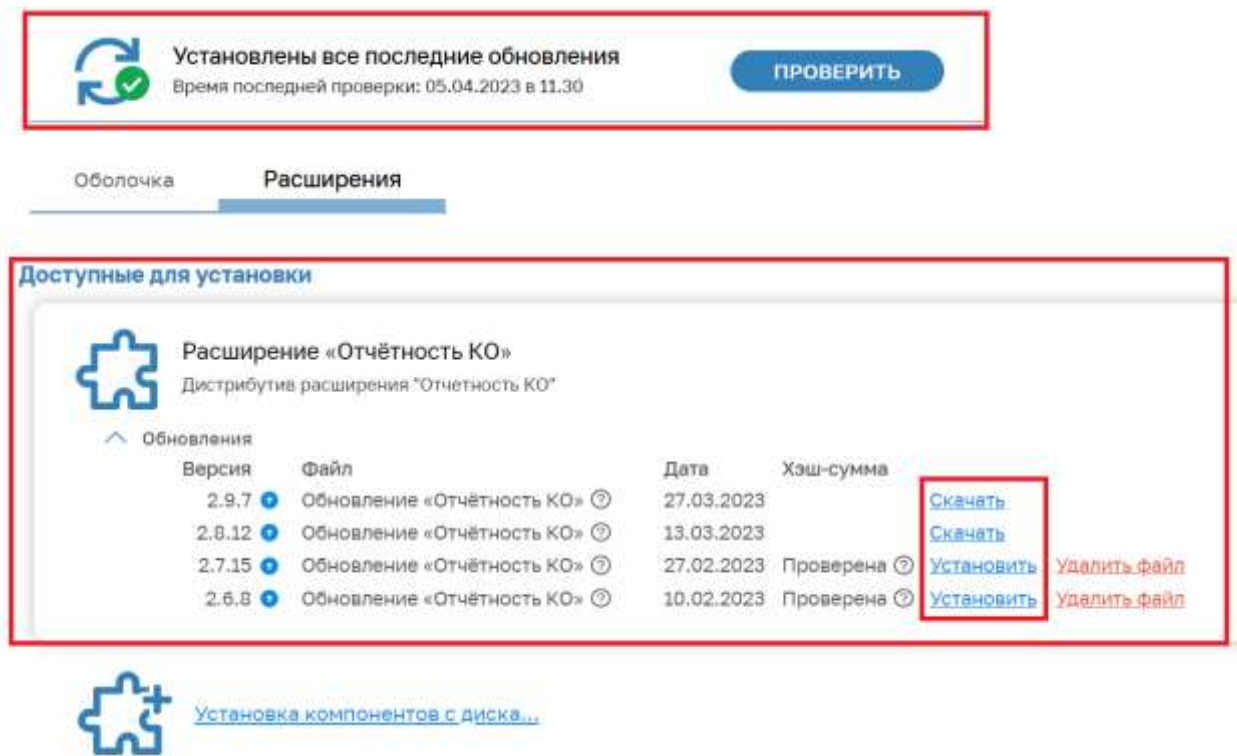 Установлены все последние обновления
Время последней проверки: 05.04.2023 в 11.30
ПРОВЕРИТЬ
Оболочка Расширения
Доступные для установки
Расширение «Отчётность КО»
Дистрибутив расширения "Отчетность КО"
Обновления
Версия Файл Дата Хэш-сумма
2.9.7 Обновление «Отчётность КО» 27.03.2023 Скачать
2.8.12 Обновление «Отчётность КО» 13.03.2023 Скачать
2.7.15 Обновление «Отчётность КО» 27.02.2023 Проверена Установить Удалить файл
2.6.8 Обновление «Отчётность КО» 10.02.2023 Проверена Установить Удалить файл
Установка компонентов с диска...